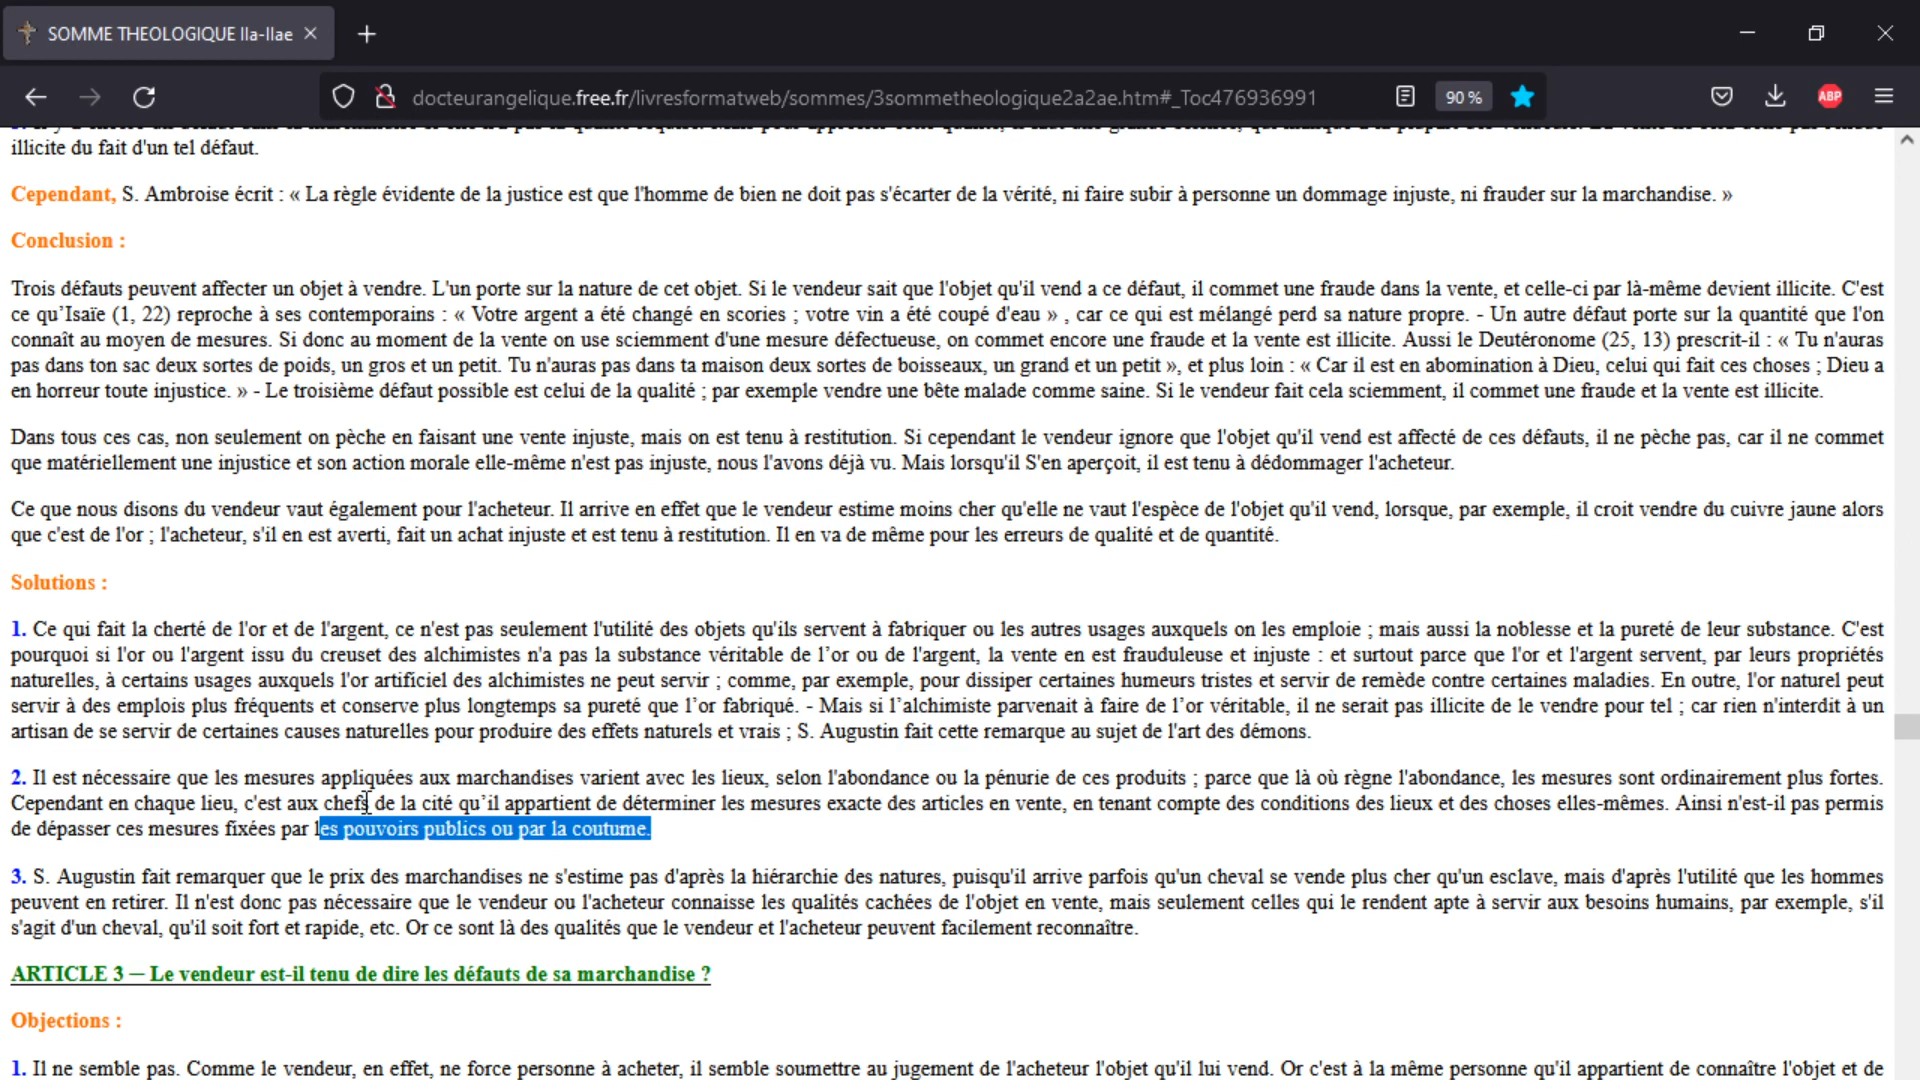 SOMME THEOLOGIQUE IIa-IIae
docteurangelique.free.fr/livresformatweb/sommes/3sommetheologique2a2ae.htm#_Toc476936991
90 %
ABP
illicite du fait d'un tel défaut.
Cependant, S. Ambroise écrit : « La règle évidente de la justice est que l'homme de bien ne doit pas s'écarter de la vérité, ni faire subir à personne un dommage injuste, ni frauder sur la marchandise. »
Conclusion :
Trois défauts peuvent affecter un objet à vendre. L'un porte sur la nature de cet objet. Si le vendeur sait que l'objet qu'il vend a ce défaut, il commet une fraude dans la vente, et celle-ci par là-même devient illicite. C'est
ce qu’Isaïe (1, 22) reproche à ses contemporains : « Votre argent a été changé en scories ; votre vin a été coupé d'eau » , car ce qui est mélangé perd sa nature propre. - Un autre défaut porte sur la quantité que l'on
connaît au moyen de mesures. Si donc au moment de la vente on use sciemment d'une mesure défectueuse, on commet encore une fraude et la vente est illicite. Aussi le Deutéronome (25, 13) prescrit-il : « Tu n'auras
pas dans ton sac deux sortes de poids, un gros et un petit. Tu n'auras pas dans ta maison deux sortes de boisseaux, un grand et un petit », et plus loin : « Car il est en abomination à Dieu, celui qui fait ces choses ; Dieu a
en horreur toute injustice. » - Le troisième défaut possible est celui de la qualité ; par exemple vendre une bête malade comme saine. Si le vendeur fait cela sciemment, il commet une fraude et la vente est illicite.
Dans tous ces cas, non seulement on pèche en faisant une vente injuste, mais on est tenu à restitution. Si cependant le vendeur ignore que l'objet qu'il vend est affecté de ces défauts, il ne pèche pas, car il ne commet
que matériellement une injustice et son action morale elle-même n'est pas injuste, nous l'avons déjà vu. Mais lorsqu'il S'en aperçoit, il est tenu à dédommager l'acheteur.
Ce que nous disons du vendeur vaut également pour l'acheteur. Il arrive en effet que le vendeur estime moins cher qu'elle ne vaut l'espèce de l'objet qu'il vend, lorsque, par exemple, il croit vendre du cuivre jaune alors
que c'est de l'or ; l'acheteur, s'il en est averti, fait un achat injuste et est tenu à restitution. Il en va de même pour les erreurs de qualité et de quantité.
Solutions :
1. Ce qui fait la cherté de l'or et de l'argent, ce n'est pas seulement l'utilité des objets qu'ils servent à fabriquer ou les autres usages auxquels on les emploie ; mais aussi la noblesse et la pureté de leur substance. C'est
pourquoi si l'or ou l'argent issu du creuset des alchimistes n'a pas la substance véritable de l’or ou de l'argent, la vente en est frauduleuse et injuste : et surtout parce que l'or et l'argent servent, par leurs propriétés
naturelles, à certains usages auxquels l'or artificiel des alchimistes ne peut servir ; comme, par exemple, pour dissiper certaines humeurs tristes et servir de remède contre certaines maladies. En outre, l'or naturel peut
servir à des emplois plus fréquents et conserve plus longtemps sa pureté que l’or fabriqué. - Mais si l’alchimiste parvenait à faire de l’or véritable, il ne serait pas illicite de le vendre pour tel ; car rien n'interdit à un
artisan de se servir de certaines causes naturelles pour produire des effets naturels et vrais ; S. Augustin fait cette remarque au sujet de l'art des démons.
2. Il est nécessaire que les mesures appliquées aux marchandises varient avec les lieux, selon l'abondance ou la pénurie de ces produits ; parce que là où règne l'abondance, les mesures sont ordinairement plus fortes.
Cependant en chaque lieu, c'est aux chefs de la cité qu’il appartient de déterminer les mesures exacte des articles en vente, en tenant compte des conditions des lieux et des choses elles-mêmes. Ainsi n'est-il pas permis
de dépasser ces mesures fixées par les pouvoirs publics ou par la coutume.
3. S. Augustin fait remarquer que le prix des marchandises ne s'estime pas d'après la hiérarchie des natures, puisqu'il arrive parfois qu'un cheval se vende plus cher qu'un esclave, mais d'après l'utilité que les hommes
peuvent en retirer. Il n'est donc pas nécessaire que le vendeur ou l'acheteur connaisse les qualités cachées de l'objet en vente, mais seulement celles qui le rendent apte à servir aux besoins humains, par exemple, s'il
s'agit d'un cheval, qu'il soit fort et rapide, etc. Or ce sont là des qualités que le vendeur et l'acheteur peuvent facilement reconnaître.
ARTICLE 3 — Le vendeur est-il tenu de dire les défauts de sa marchandise ?
Objections :
1. Il ne semble pas. Comme le vendeur, en effet, ne force personne à acheter, il semble soumettre au jugement de l'acheteur l'objet qu'il lui vend. Or c'est à la même personne qu'il appartient de connaître l'objet et de